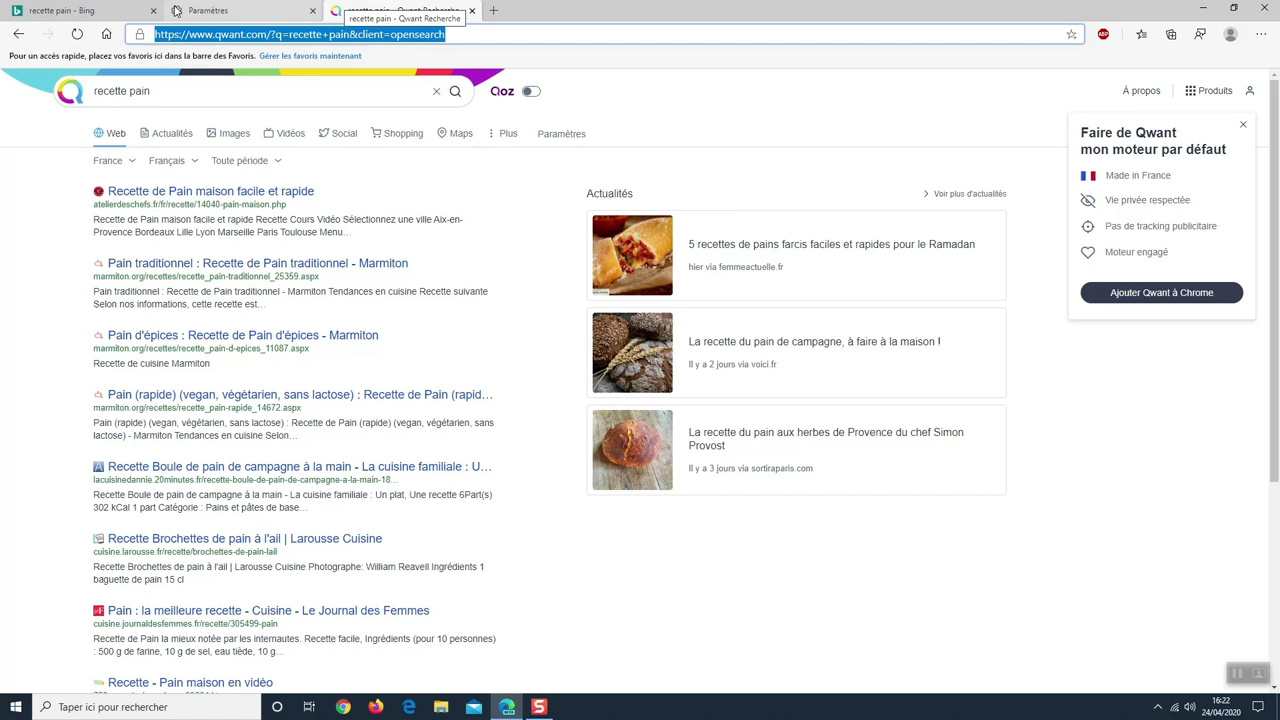 recette pain - Bing
Paramètres
recette pain - Qwant Recherche
https://www.qwant.com/?q=recette+pain&client=opensearch
ABP
Pour un accès rapide, placez vos favoris ici dans la barre des Favoris. Gérer les favoris maintenant
recette pain
Qoz
À propos
Produits
Web
Actualités
Images
Vidéos
Social
Shopping
Maps
Plus
Paramètres
France
Français
Toute période
Recette de Pain maison facile et rapide
atelierdeschefs.fr/fr/recette/14040-pain-maison.php
Recette de Pain maison facile et rapide Recette Cours Vidéo Sélectionnez une ville Aix-en-
Provence Bordeaux Lille Lyon Marseille Paris Toulouse Menu…
Pain traditionnel : Recette de Pain traditionnel - Marmiton
marmiton.org/recettes/recette_pain-traditionnel_25359.aspx
Pain traditionnel : Recette de Pain traditionnel - Marmiton Tendances en cuisine Recette suivante
Selon nos informations, cette recette est…
Pain d'épices : Recette de Pain d'épices - Marmiton
marmiton.org/recettes/recette_pain-d-epices_11087.aspx
Recette de cuisine Marmiton
Pain (rapide) (vegan, végétarien, sans lactose) : Recette de Pain (rapid…
marmiton.org/recettes/recette_pain-rapide_14672.aspx
Pain (rapide) (vegan, végétarien, sans lactose) : Recette de Pain (rapide) (vegan, végétarien, sans
lactose) - Marmiton Tendances en cuisine Selon…
Recette Boule de pain de campagne à la main - La cuisine familiale : U…
lacuisinedannie.20minutes.fr/recette-boule-de-pain-de-campagne-a-la-main-18…
Recette Boule de pain de campagne à la main - La cuisine familiale : Un plat, Une recette 6Part(s)
302 kCal 1 part Catégorie : Pains et pâtes de base…
Recette Brochettes de pain à l'ail | Larousse Cuisine
cuisine.larousse.fr/recette/brochettes-de-pain-lail
Recette Brochettes de pain à l'ail | Larousse Cuisine Photographe: William Reavell Ingrédients 1
baguette de pain 15 cl
Pain : la meilleure recette - Cuisine - Le Journal des Femmes
cuisine.journaldesfemmes.fr/recette/305499-pain
Recette de Pain la mieux notée par les internautes. Recette facile, Ingrédients (pour 10 personnes)
: 500 g de farine, 10 g de sel, eau tiède, 10 g…
Recette - Pain maison en vidéo
Actualités
Voir plus d'actualités
5 recettes de pains farcis faciles et rapides pour le Ramadan
hier via femmeactuelle.fr
La recette du pain de campagne, à faire à la maison !
Il y a 2 jours via voici.fr
La recette du pain aux herbes de Provence du chef Simon
Provost
Il y a 3 jours via sortiraparis.com
Faire de Qwant
mon moteur par défaut
Made in France
Vie privée respectée
Pas de tracking publicitaire
Moteur engagé
Ajouter Qwant à Chrome
Taper ici pour rechercher
16:22
24/04/2020